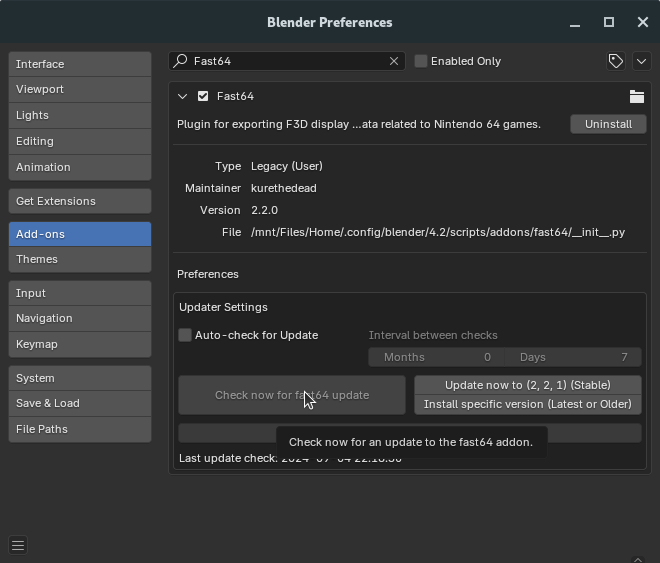 Blender Preferences
Interface
Viewport
Lights
Editing
Animation
Get Extensions
Add-ons
Themes
Input
Navigation
Keymap
System
Save & Load
File Paths
Fast64
Enabled Only
Fast64
Plugin for exporting F3D display ...ata related to Nintendo 64 games.
Uninstall
Type Legacy (User)
Maintainer kurethedead
Version 2.2.0
File /mnt/Files/Home/.config/blender/4.2/scripts/addons/fast64/__init__.py
Preferences
Updater Settings
Auto-check for Update
Interval between checks
Months 0 Days 7
Check now for fast64 update
Update now to (2, 2, 1) (Stable)
Install specific version (Latest or Older)
Check now for an update to the fast64 addon.
Last update check: